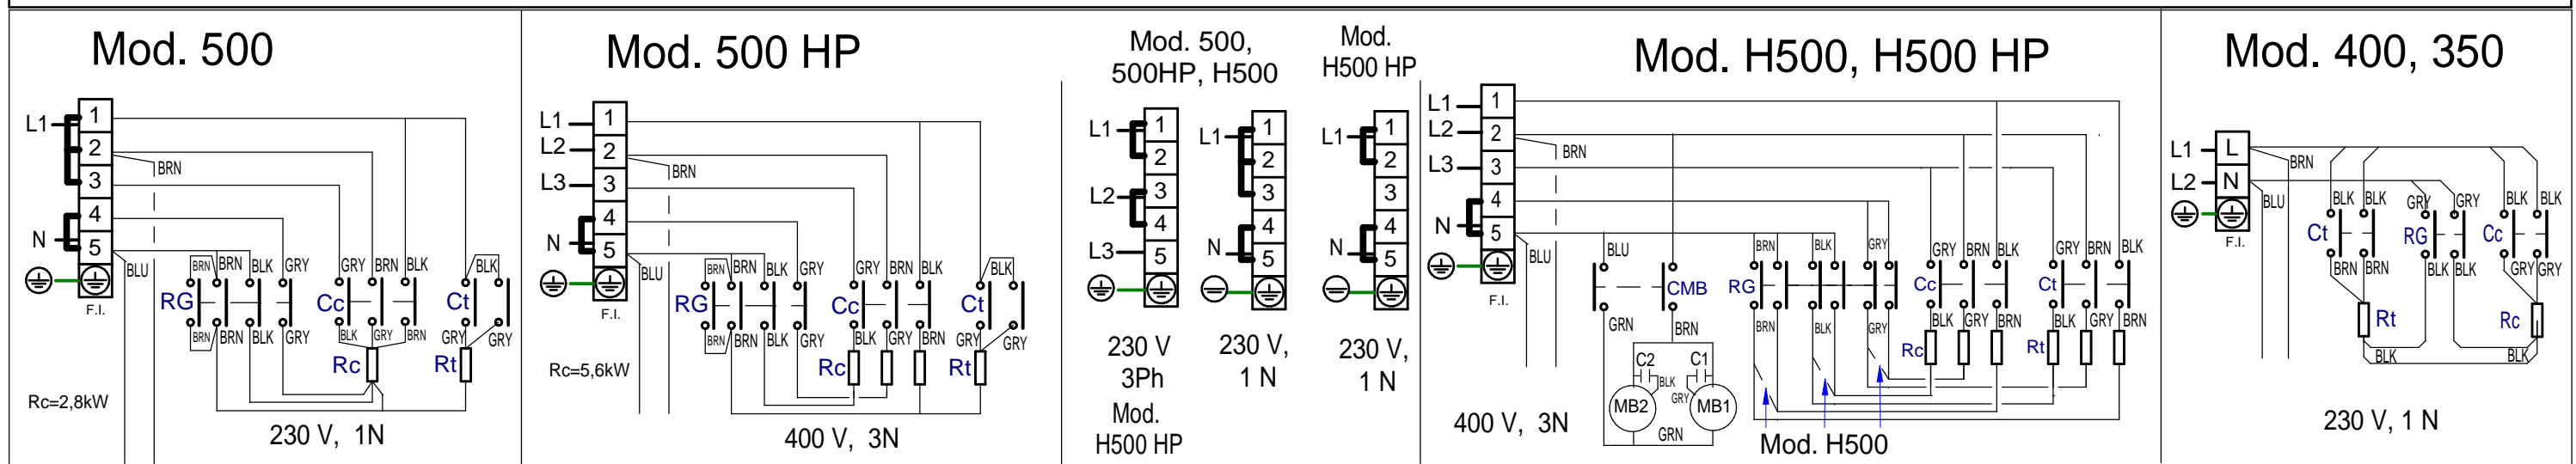 Mod. 500
L1
1
2
3
4
5
N
F.I.
BRN
BLU
BRN BRN BLK GRY
RG
BRN BRN BLK GRY
GRY BRN BLK
Cc
BLK GRY BRN
Rc
BLK
Ct
GRY GRY
Rt
Rc=2,8kW
230 V, 1N
Mod. 500 HP
L1
L2
L3
N
1
2
3
4
5
F.I.
BRN
BLU
BRN BRN BLK GRY
RG
BRN BRN BLK GRY
GRY BRN BLK
Cc
BLK GRY BRN
Rc
BLK
Ct
GRY GRY
Rt
Rc=5,6kW
400 V, 3N
Mod. 500,
500HP, H500
L1
L2
L3
1
2
3
4
5
230 V
3Ph
Mod.
H500 HP
L1
N
1
2
3
4
5
230 V,
1 N
Mod.
H500 HP
L1
N
1
2
3
4
5
230 V,
1 N
Mod. H500, H500 HP
L1
L2
L3
N
1
2
3
4
5
F.I.
BRN
BLU
BLU
CMB
GRN BRN
C2 C1
BLK
GRY
MB2 MB1
GRN
BRN BLK GRY
RG
BRN BLK GRY
GRY BRN BLK
Cc
BLK GRY BRN
Rc
GRY BRN BLK
Ct
BLK GRY BRN
Rt
Mod. H500
400 V, 3N
Mod. 400, 350
L1
L2
L
N
F.I.
BRN
BLU
BLK BLK
Ct
BRN BRN
Rt
GRY GRY
RG
BLK BLK
BLK BLK
Cc
GRY GRY
Rc
BLK BLK
230 V, 1 N